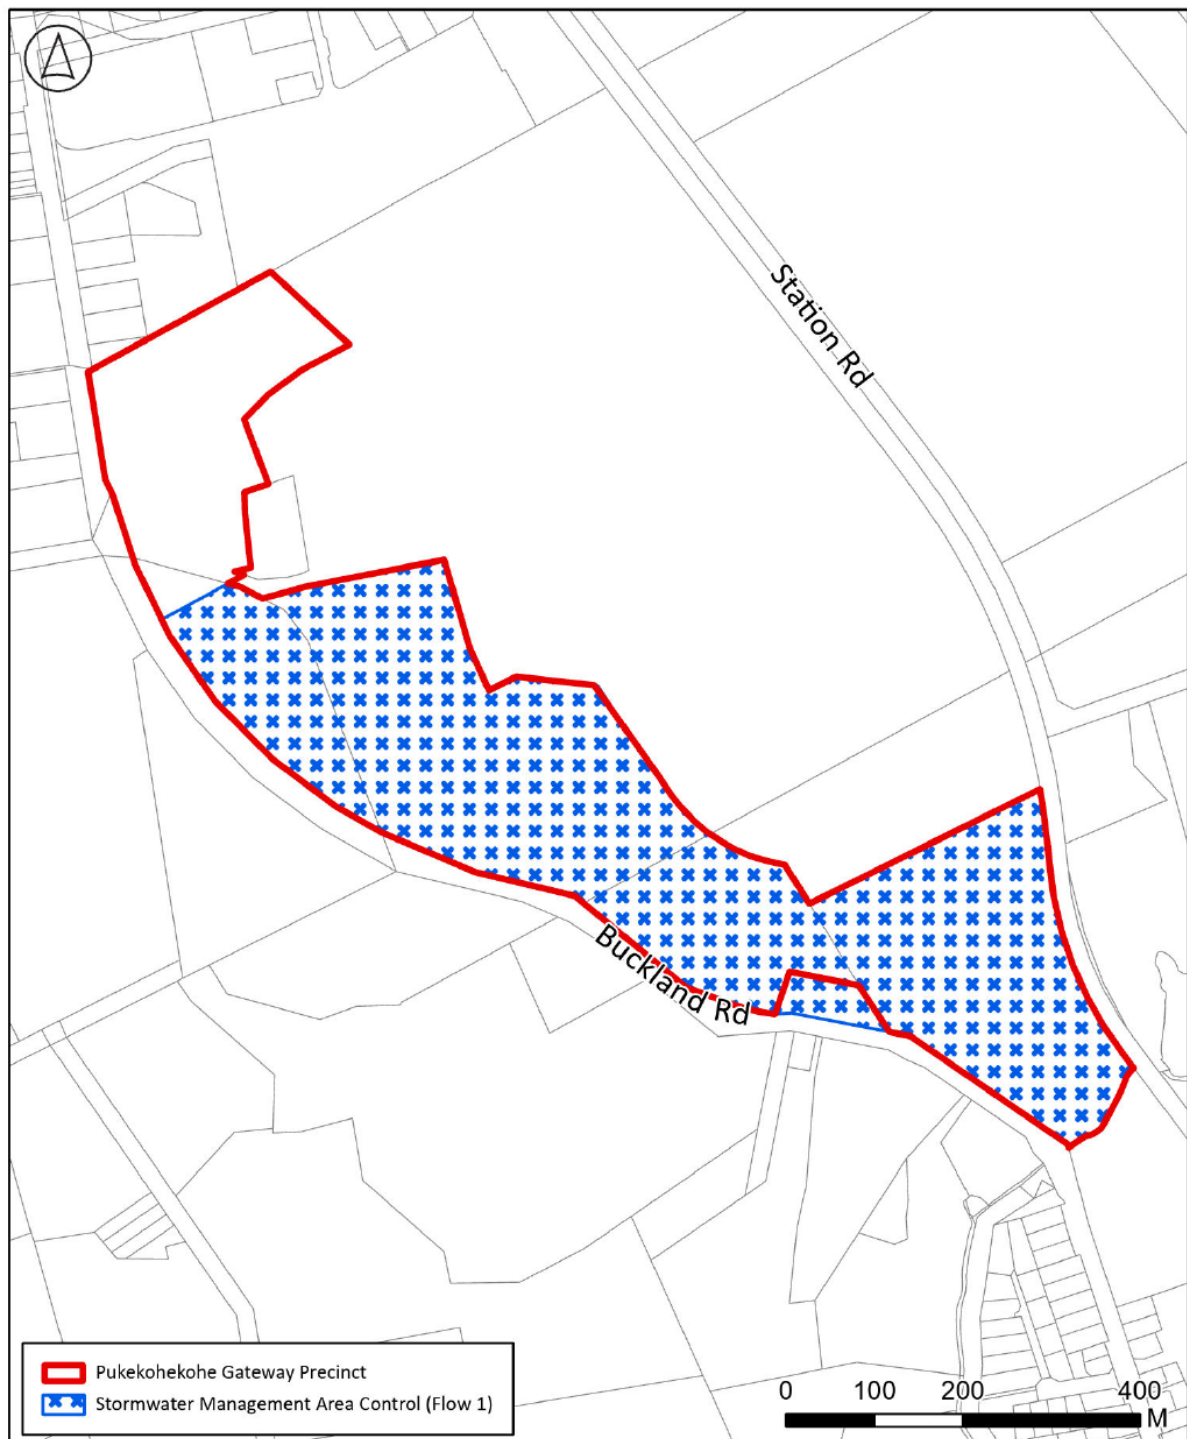 Station Rd
Buckland Rd
Pukekohekohe Gateway Precinct
Stormwater Management Area Control (Flow 1)
0 100 200 400
M